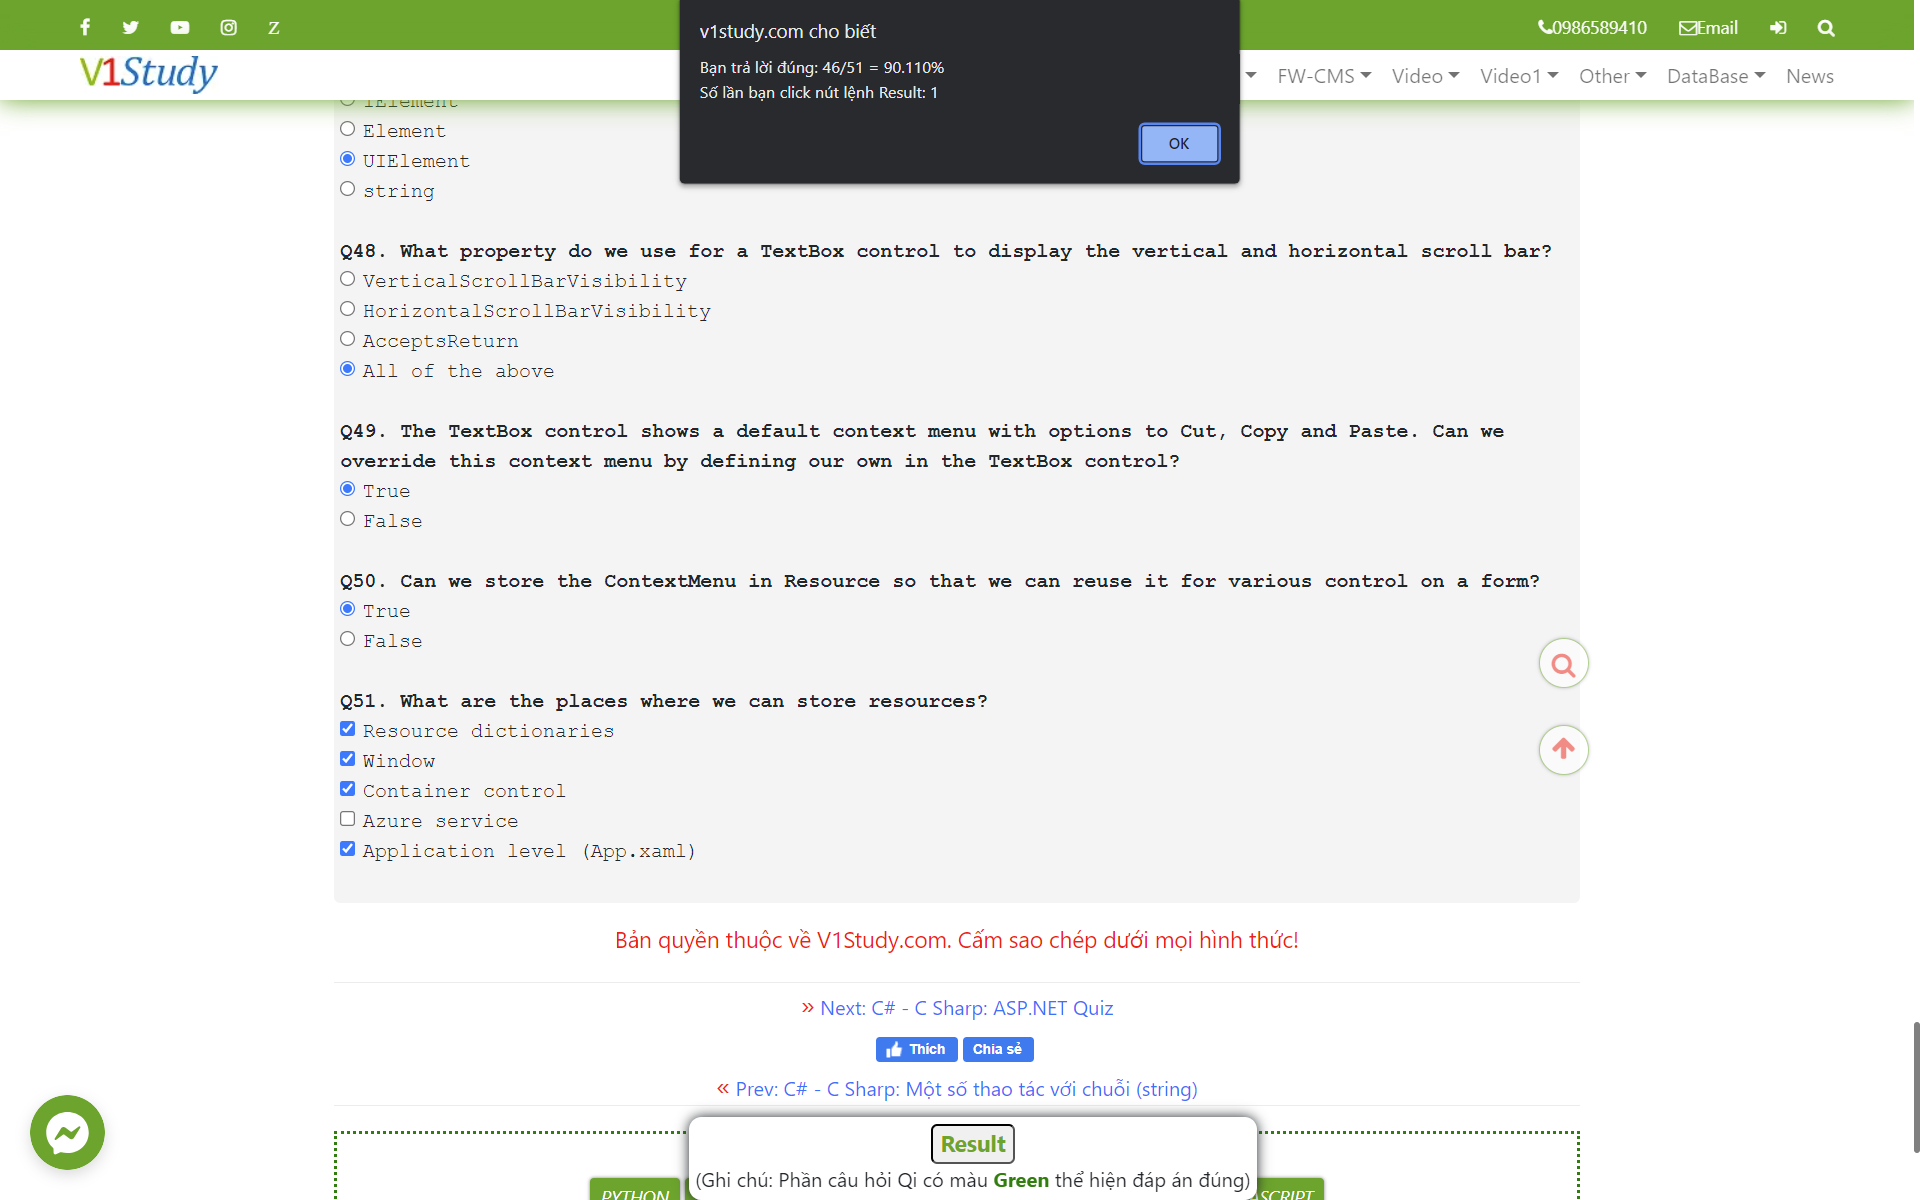 z
0986589410
Email
v1study.com cho biết
Bạn trả lời đúng: 46/51 = 90.110%
Số lần bạn click nút lệnh Result: 1
OK
V1Study
FW-CMS
Video
Video1
Other
DataBase
News
Element
UIElement
string
Q48. What property do we use for a TextBox control to display the vertical and horizontal scroll bar?
VerticalScrollBarVisibility
HorizontalScrollBarVisibility
AcceptsReturn
All of the above
Q49. The TextBox control shows a default context menu with options to Cut, Copy and Paste. Can we
override this context menu by defining our own in the TextBox control?
True
False
Q50. Can we store the ContextMenu in Resource so that we can reuse it for various control on a form?
True
False
Q51. What are the places where we can store resources?
Resource dictionaries
Window
Container control
Azure service
Application level (App.xaml)
Bản quyền thuộc về V1Study.com. Cấm sao chép dưới mọi hình thức!
» Next: C# - C Sharp: ASP.NET Quiz
Thích
Chia sẻ
« Prev: C# - C Sharp: Một số thao tác với chuỗi (string)
Result
(Ghi chú: Phần câu hỏi Qi có màu Green thể hiện đáp án đúng)
PYTHON
SCRIPT